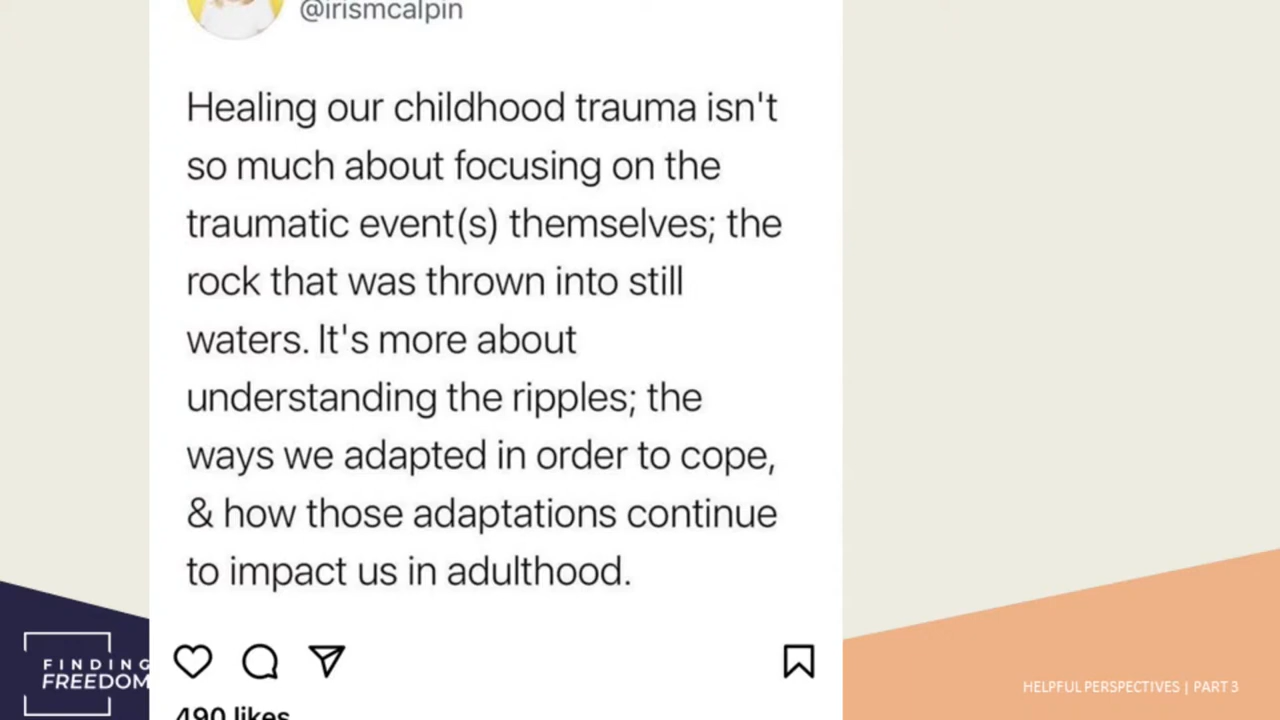 @irismcalpin
Healing our childhood trauma isn't
so much about focusing on the
traumatic event(s) themselves; the
rock that was thrown into still
waters. It's more about
understanding the ripples; the
ways we adapted in order to cope,
& how those adaptations continue
to impact us in adulthood.
490 likes
FINDING
FREEDOM
HELPFUL PERSPECTIVES | PART 3